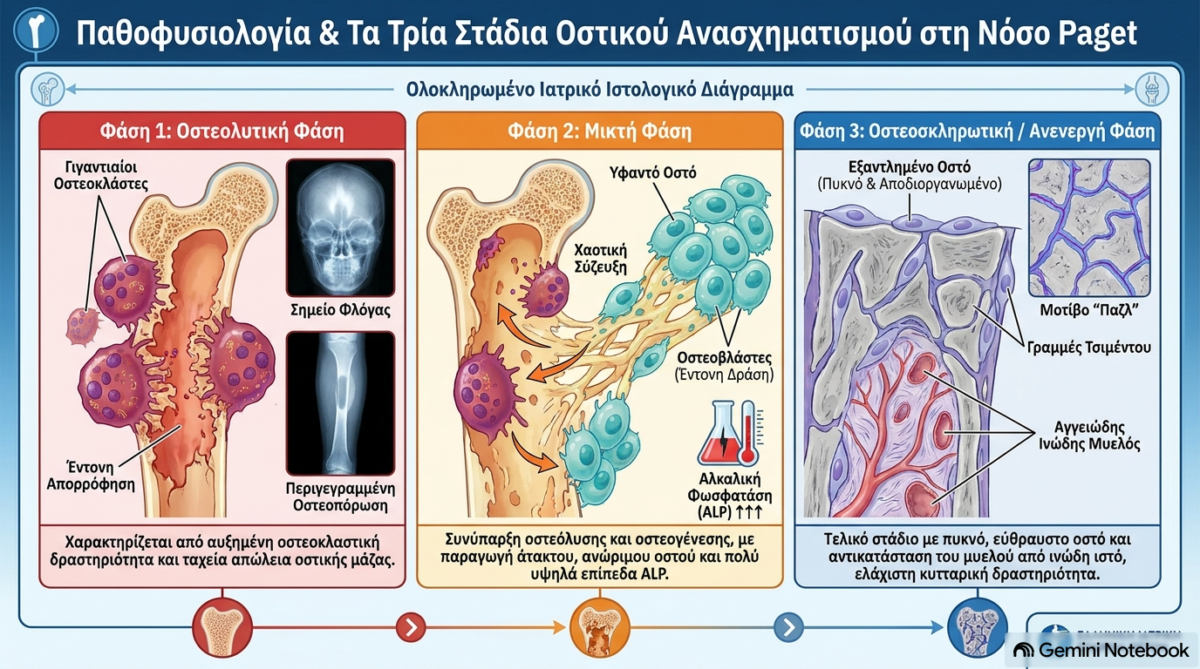 Παθοφυσιολογία & Τα Τρία Στάδια Οστικού Ανασχηματισμού στη Νόσο Paget
Ολοκληρωμένο Ιατρικό Ιστολογικό Διάγραμμα
Φάση 1: Οστεολυτική Φάση
Γιγαντιαίοι
Οστεοκλάστες
Σημείο Φλόγας
Έντονη
Απορρόφηση
Περιγεγραμμένη
Οστεοπόρωση
Χαρακτηρίζεται από αυξημένη οστεοκλαστική
δραστηριότητα και ταχεία απώλεια οστικής μάζας.
Φάση 2: Μικτή Φάση
Υφαντό Οστό
Χαοτική
Σύζευξη
Οστεοβλάστες
(Έντονη Δράση)
Αλκαλική
Φωσφατάση
(ALP) ↑↑↑
Συνύπαρξη οστεόλυσης και οστεογένεσης, με
παραγωγή άτακτου, ανώριμου οστού και πολύ
υψηλά επίπεδα ALP.
Φάση 3: Οστεοσκληρωτική / Ανενεργή Φάση
Εξαντλημένο Οστό
(Πυκνό & Αποδιοργανωμένο)
Μοτίβο "Παζλ"
Γραμμές Τσιμέντου
Αγγειώδης
Ινώδης Μυελός
Τελικό στάδιο με πυκνό, εύθραυστο οστό και
αντικατάσταση του μυελού από ινώδη ιστό,
ελάχιστη κυτταρική δραστηριότητα.
Gemini Notebook